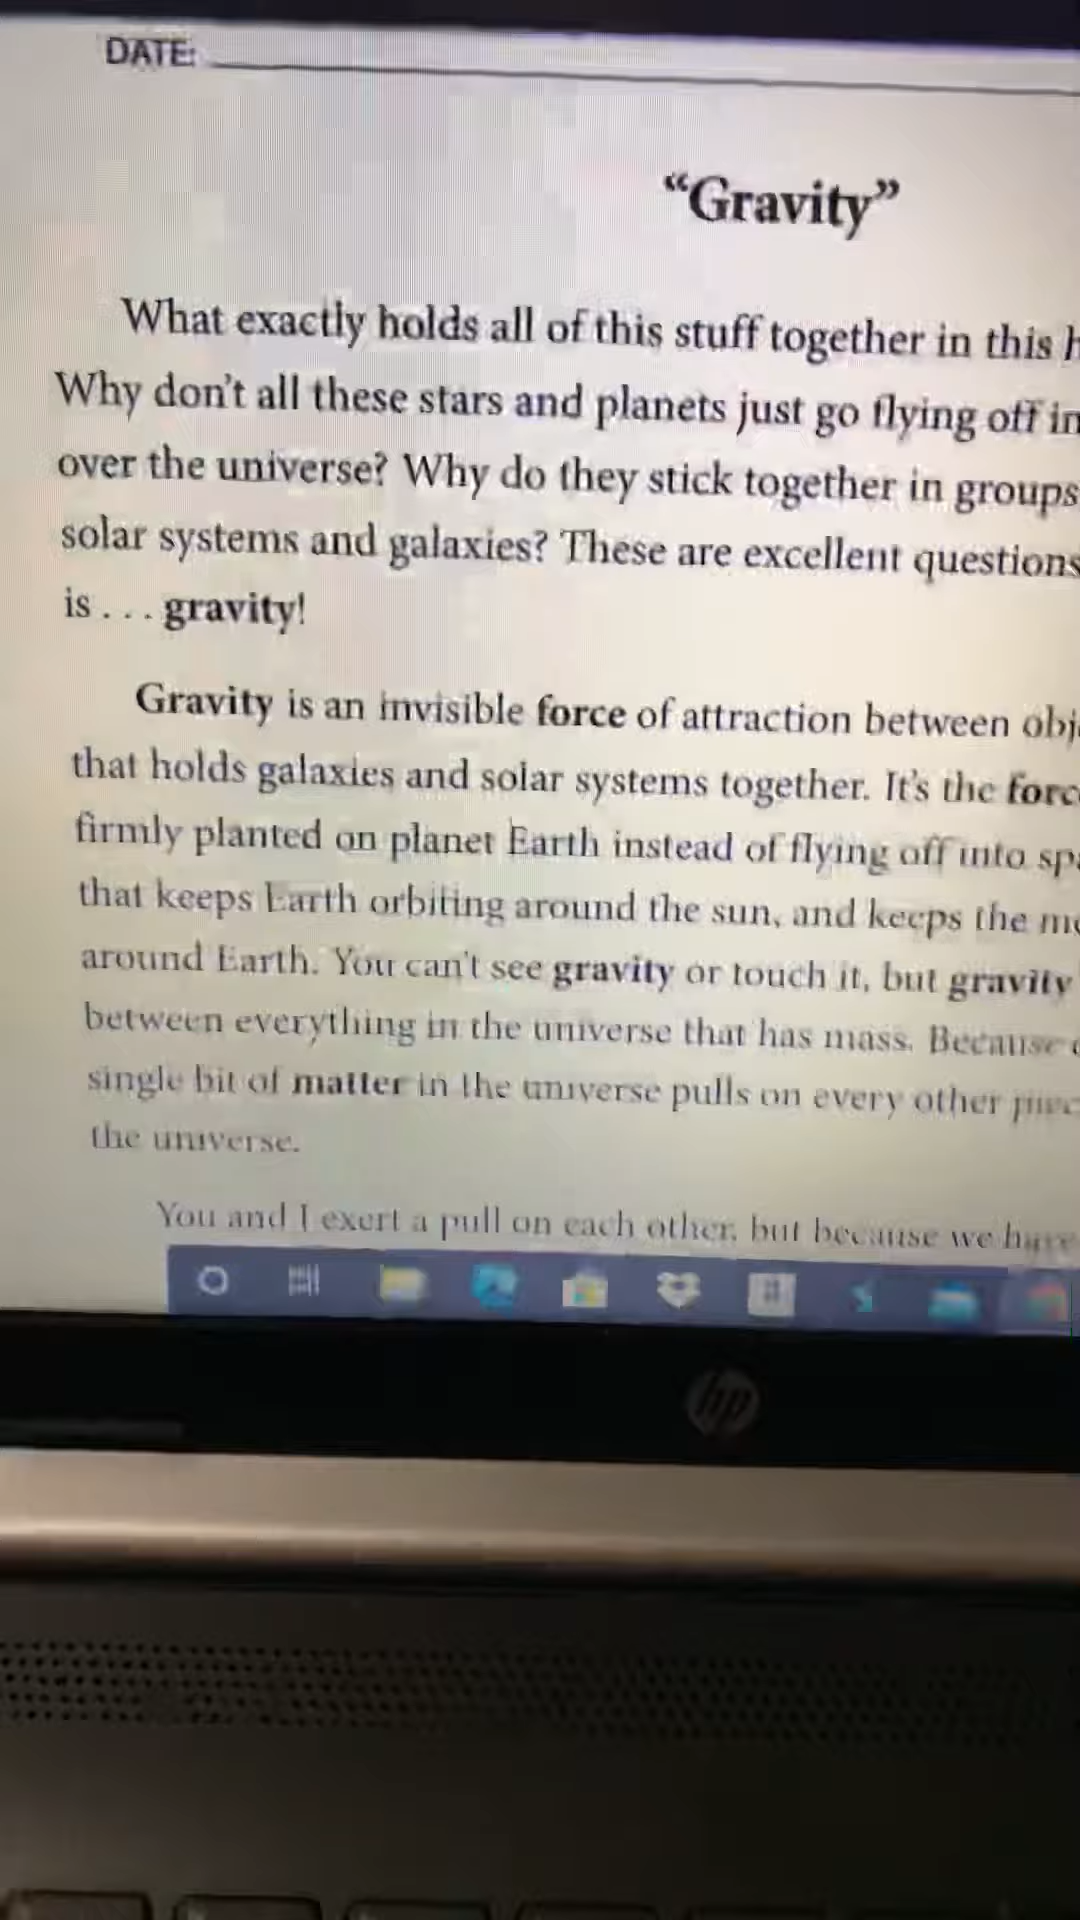 DATE:
“Gravity”
What exactly holds all of this stuff together in this
Why don’t all these stars and planets just go flying off in
over the universe? Why do they stick together in groups
solar systems and galaxies? These are excellent questions
is . . . gravity!
Gravity is an invisible force of attraction between
that holds galaxies and solar systems together. It’s the
firmly planted on planet Earth instead of flying off into
that keeps Earth orbiting around the sun, and keeps the
around Earth. You can’t see gravity or touch it, but gravity
between everything in the universe that has mass. Because
single bit of matter in the universe pulls on every other
the universe.
You and I exert a pull on each other, but because we have
hp